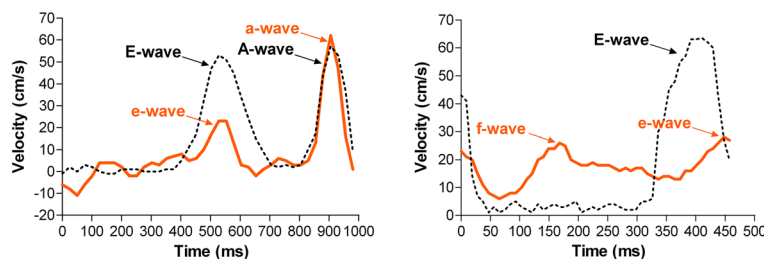 70
60
50
40
30
20
10
0
-10
-20
Velocity (cm/s)
E-wave
a-wave
A-wave
e-wave
0 100 200 300 400 500 600 700 800 900 1000
Time (ms)
70
60
50
40
30
20
10
0
Velocity (cm/s)
E-wave
f-wave
e-wave
0 50 100 150 200 250 300 350 400 450 500
Time (ms)